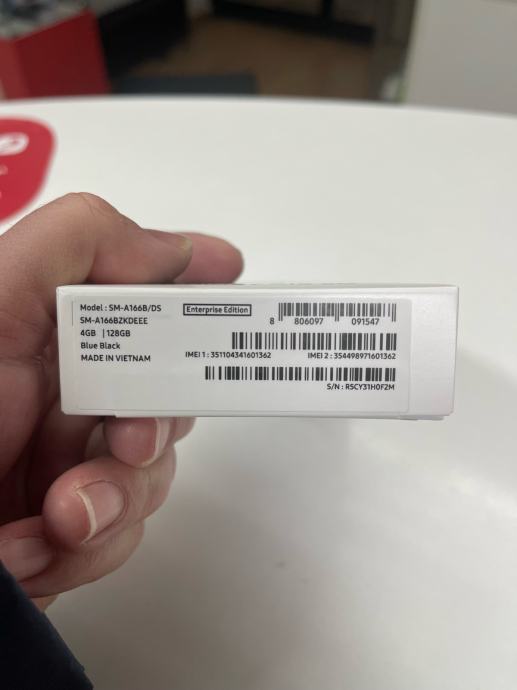 Model : SM-A166B/DS
SM-A166BZKDEEE
4GB | 128GB
Blue Black
MADE IN VIETNAM
Enterprise Edition
8 806097 091547
IMEI 1 : 351104341601362 IMEI 2 : 354498971601362
S/N : R5CY31H0F2M